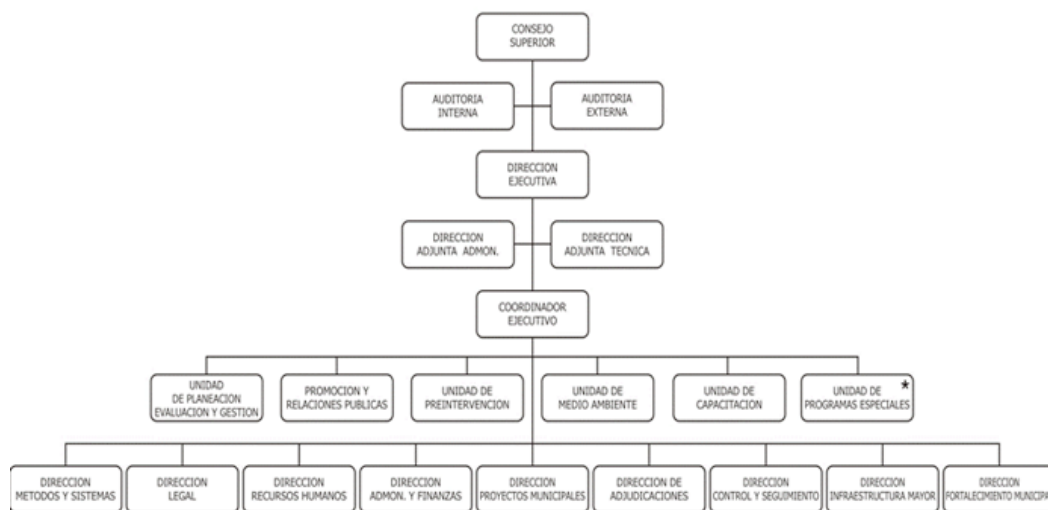 CONSEJO
SUPERIOR
AUDITORIA
INTERNA
AUDITORIA
EXTERNA
DIRECCION
EJECUTIVA
DIRECCION
ADJUNTA ADMON.
DIRECCION
ADJUNTA TECNICA
COORDINADOR
EJECUTIVO
UNIDAD
DE PLANEACION
EVALUACION Y GESTION
PROMOCION Y
RELACIONES PUBLICAS
UNIDAD DE
PREINTERVENCION
UNIDAD DE
MEDIO AMBIENTE
UNIDAD DE
CAPACITACION
UNIDAD DE *
PROGRAMAS ESPECIALES
DIRECCION
METODOS Y SISTEMAS
DIRECCION
LEGAL
DIRECCION
RECURSOS HUMANOS
DIRECCION
ADMON. Y FINANZAS
DIRECCION
PROYECTOS MUNICIPALES
DIRECCION DE
ADJUDICACIONES
DIRECCION
CONTROL Y SEGUIMIENTO
DIRECCION
INFRAESTRUCTURA MAYOR
DIRECCION
FORTALECIMIENTO MUNICIPA